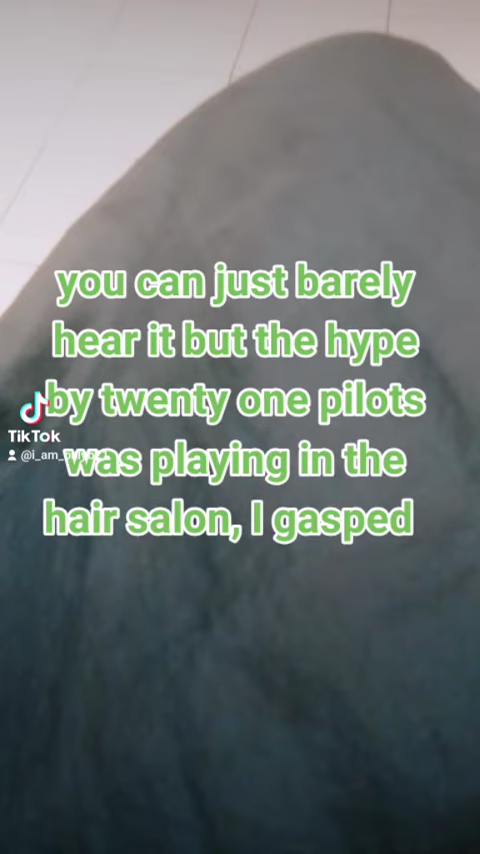 you can just barely
hear it but the hype
by twenty one pilots
TikTok
was playing in the
hair salon, I gasped